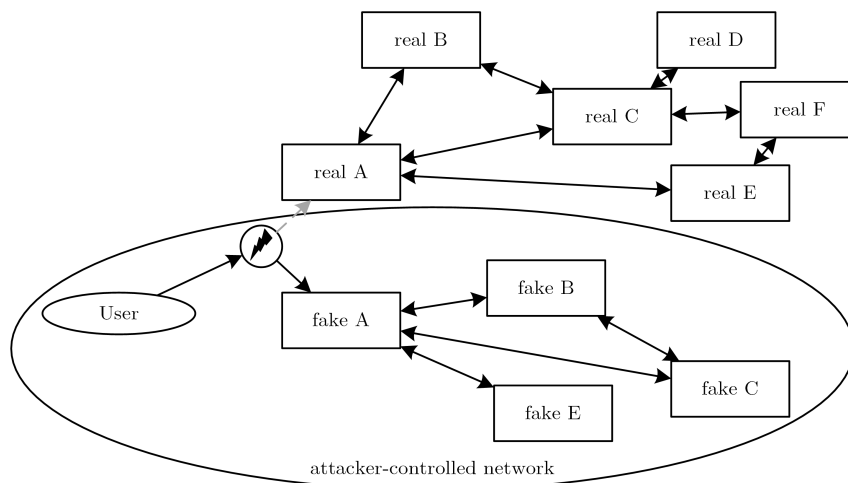 real B
real D
real C
real F
real A
real E
User
fake B
fake A
fake C
fake E
attacker-controlled network